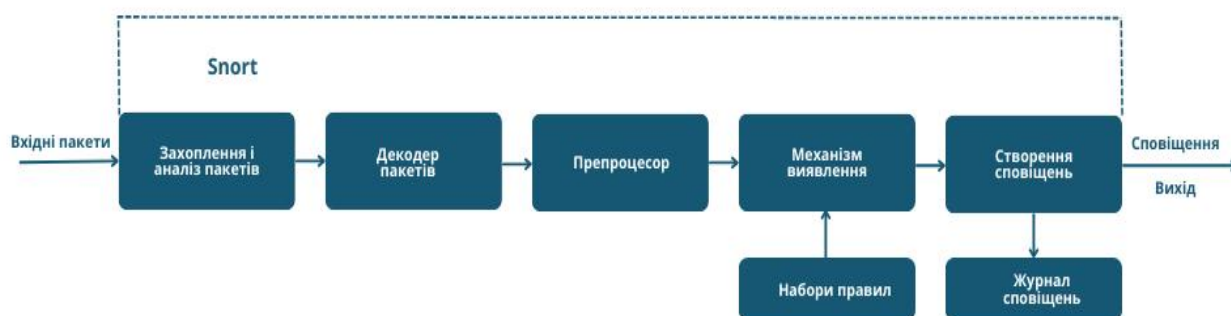 Snort
Вхідні пакети
Захоплення і
аналіз пакетів
Декодер
пакетів
Препроцесор
Механізм
виявлення
Створення
сповіщень
Сповіщення
Вихід
Набори правил
Журнал
сповіщень